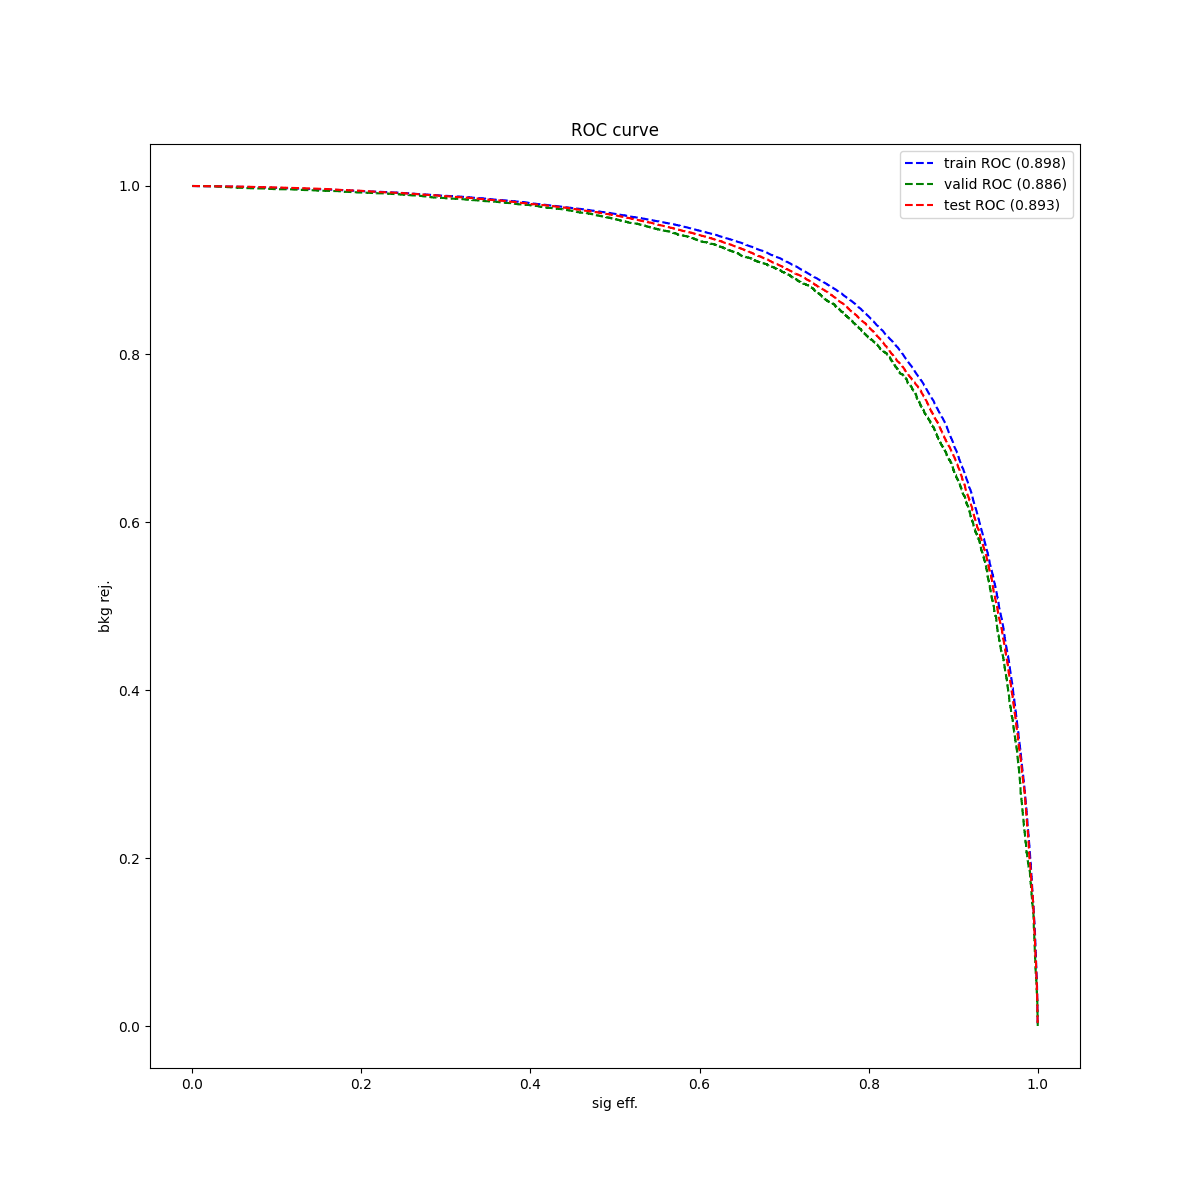 ROC curve
train ROC (0.898)
valid ROC (0.886)
test ROC (0.893)
1.0
0.8
0.6
0.4
0.2
0.0
bkg rej.
0.0 0.2 0.4 0.6 0.8 1.0
sig eff.